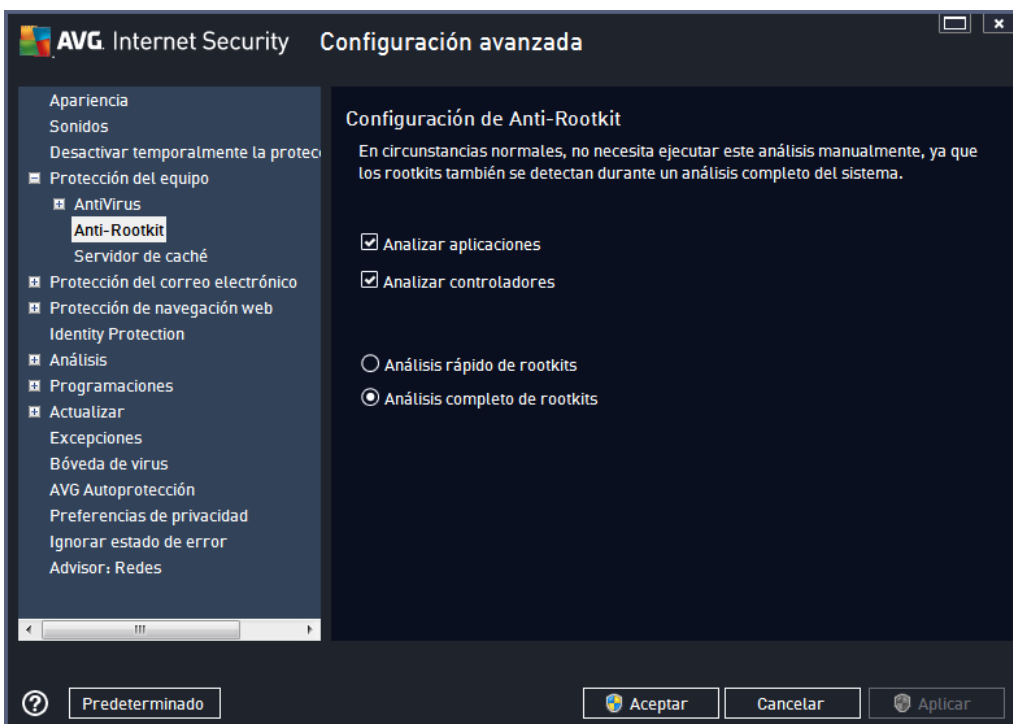 AVG. Internet Security Configuración avanzada
Apariencia
Sonidos
Desactivar temporalmente la protec
Protección del equipo
AntiVirus
Anti-Rootkit
Servidor de caché
Protección del correo electrónico
Protección de navegación web
Identity Protection
Análisis
Programaciones
Actualizar
Excepciones
Bóveda de virus
AVG Autoprotección
Preferencias de privacidad
Ignorar estado de error
Advisor: Redes
Configuración de Anti-Rootkit
En circunstancias normales, no necesita ejecutar este análisis manualmente, ya que
los rootkits también se detectan durante un análisis completo del sistema.
Analizar aplicaciones
Analizar controladores
Análisis rápido de rootkits
Análisis completo de rootkits
Predeterminado
Aceptar
Cancelar
Aplicar